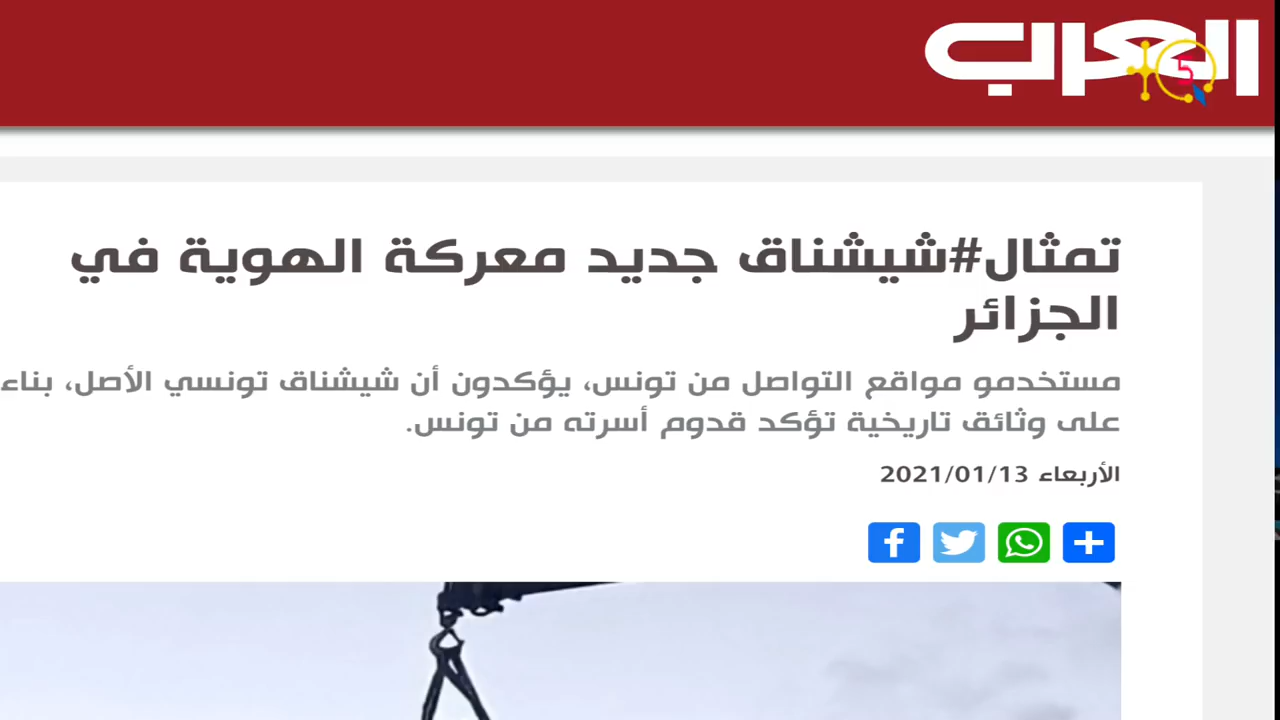 العرب
5
تمثال#شيشناق جديد معركة الهوية في
الجزائر
مستخدمو مواقع التواصل من تونس، يؤكدون أن شيشناق تونسي الأصل، بناء
على وثائق تاريخية تؤكد قدوم أسرته من تونس.
الأربعاء 2021/01/13